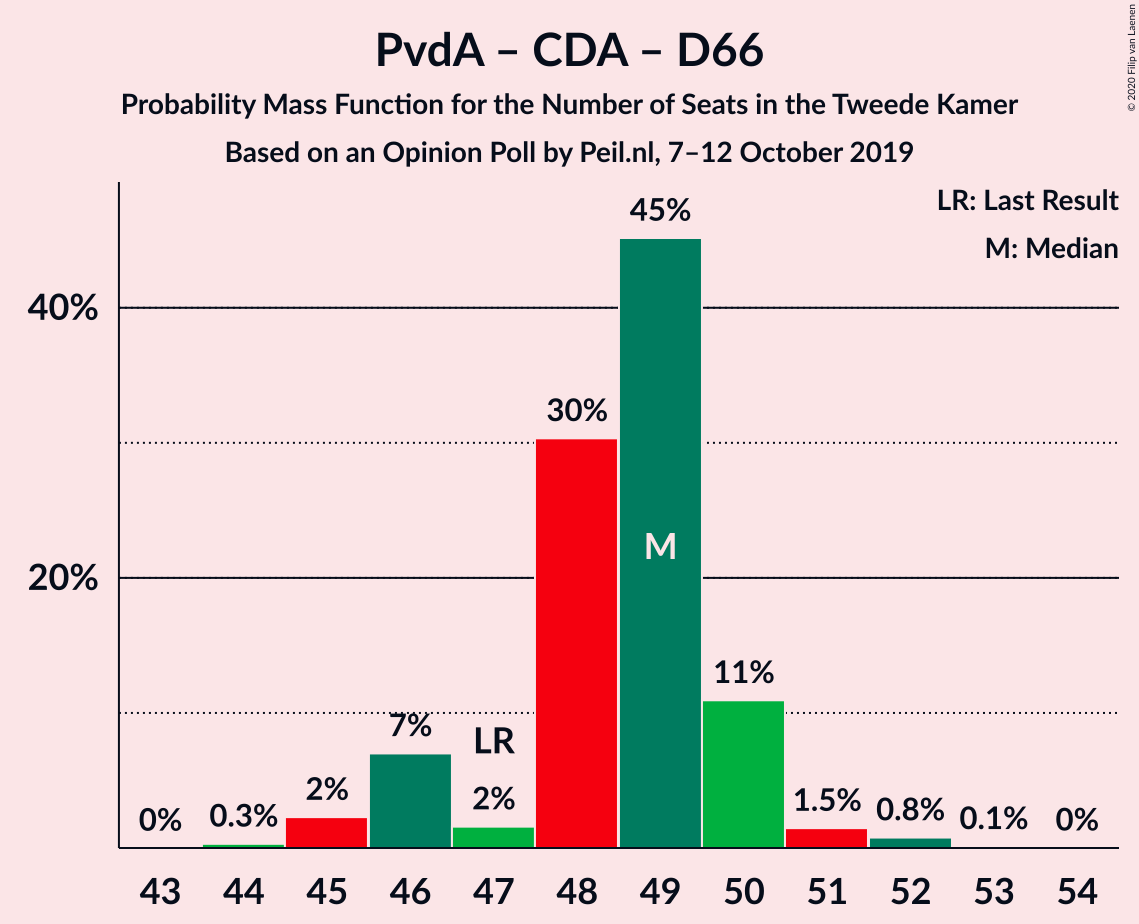 PvdA – CDA – D66
Probability Mass Function for the Number of Seats in the Tweede Kamer
Based on an Opinion Poll by Peil.nl, 7–12 October 2019
© 2020 Filip van Laenen
LR: Last Result
M: Median
45%
40%
30%
M
20%
11%
7%
LR
2%
2%
1.5%
0.8%
0.3%
0.1%
0%
0%
43 44 45 46 47 48 49 50 51 52 53 54